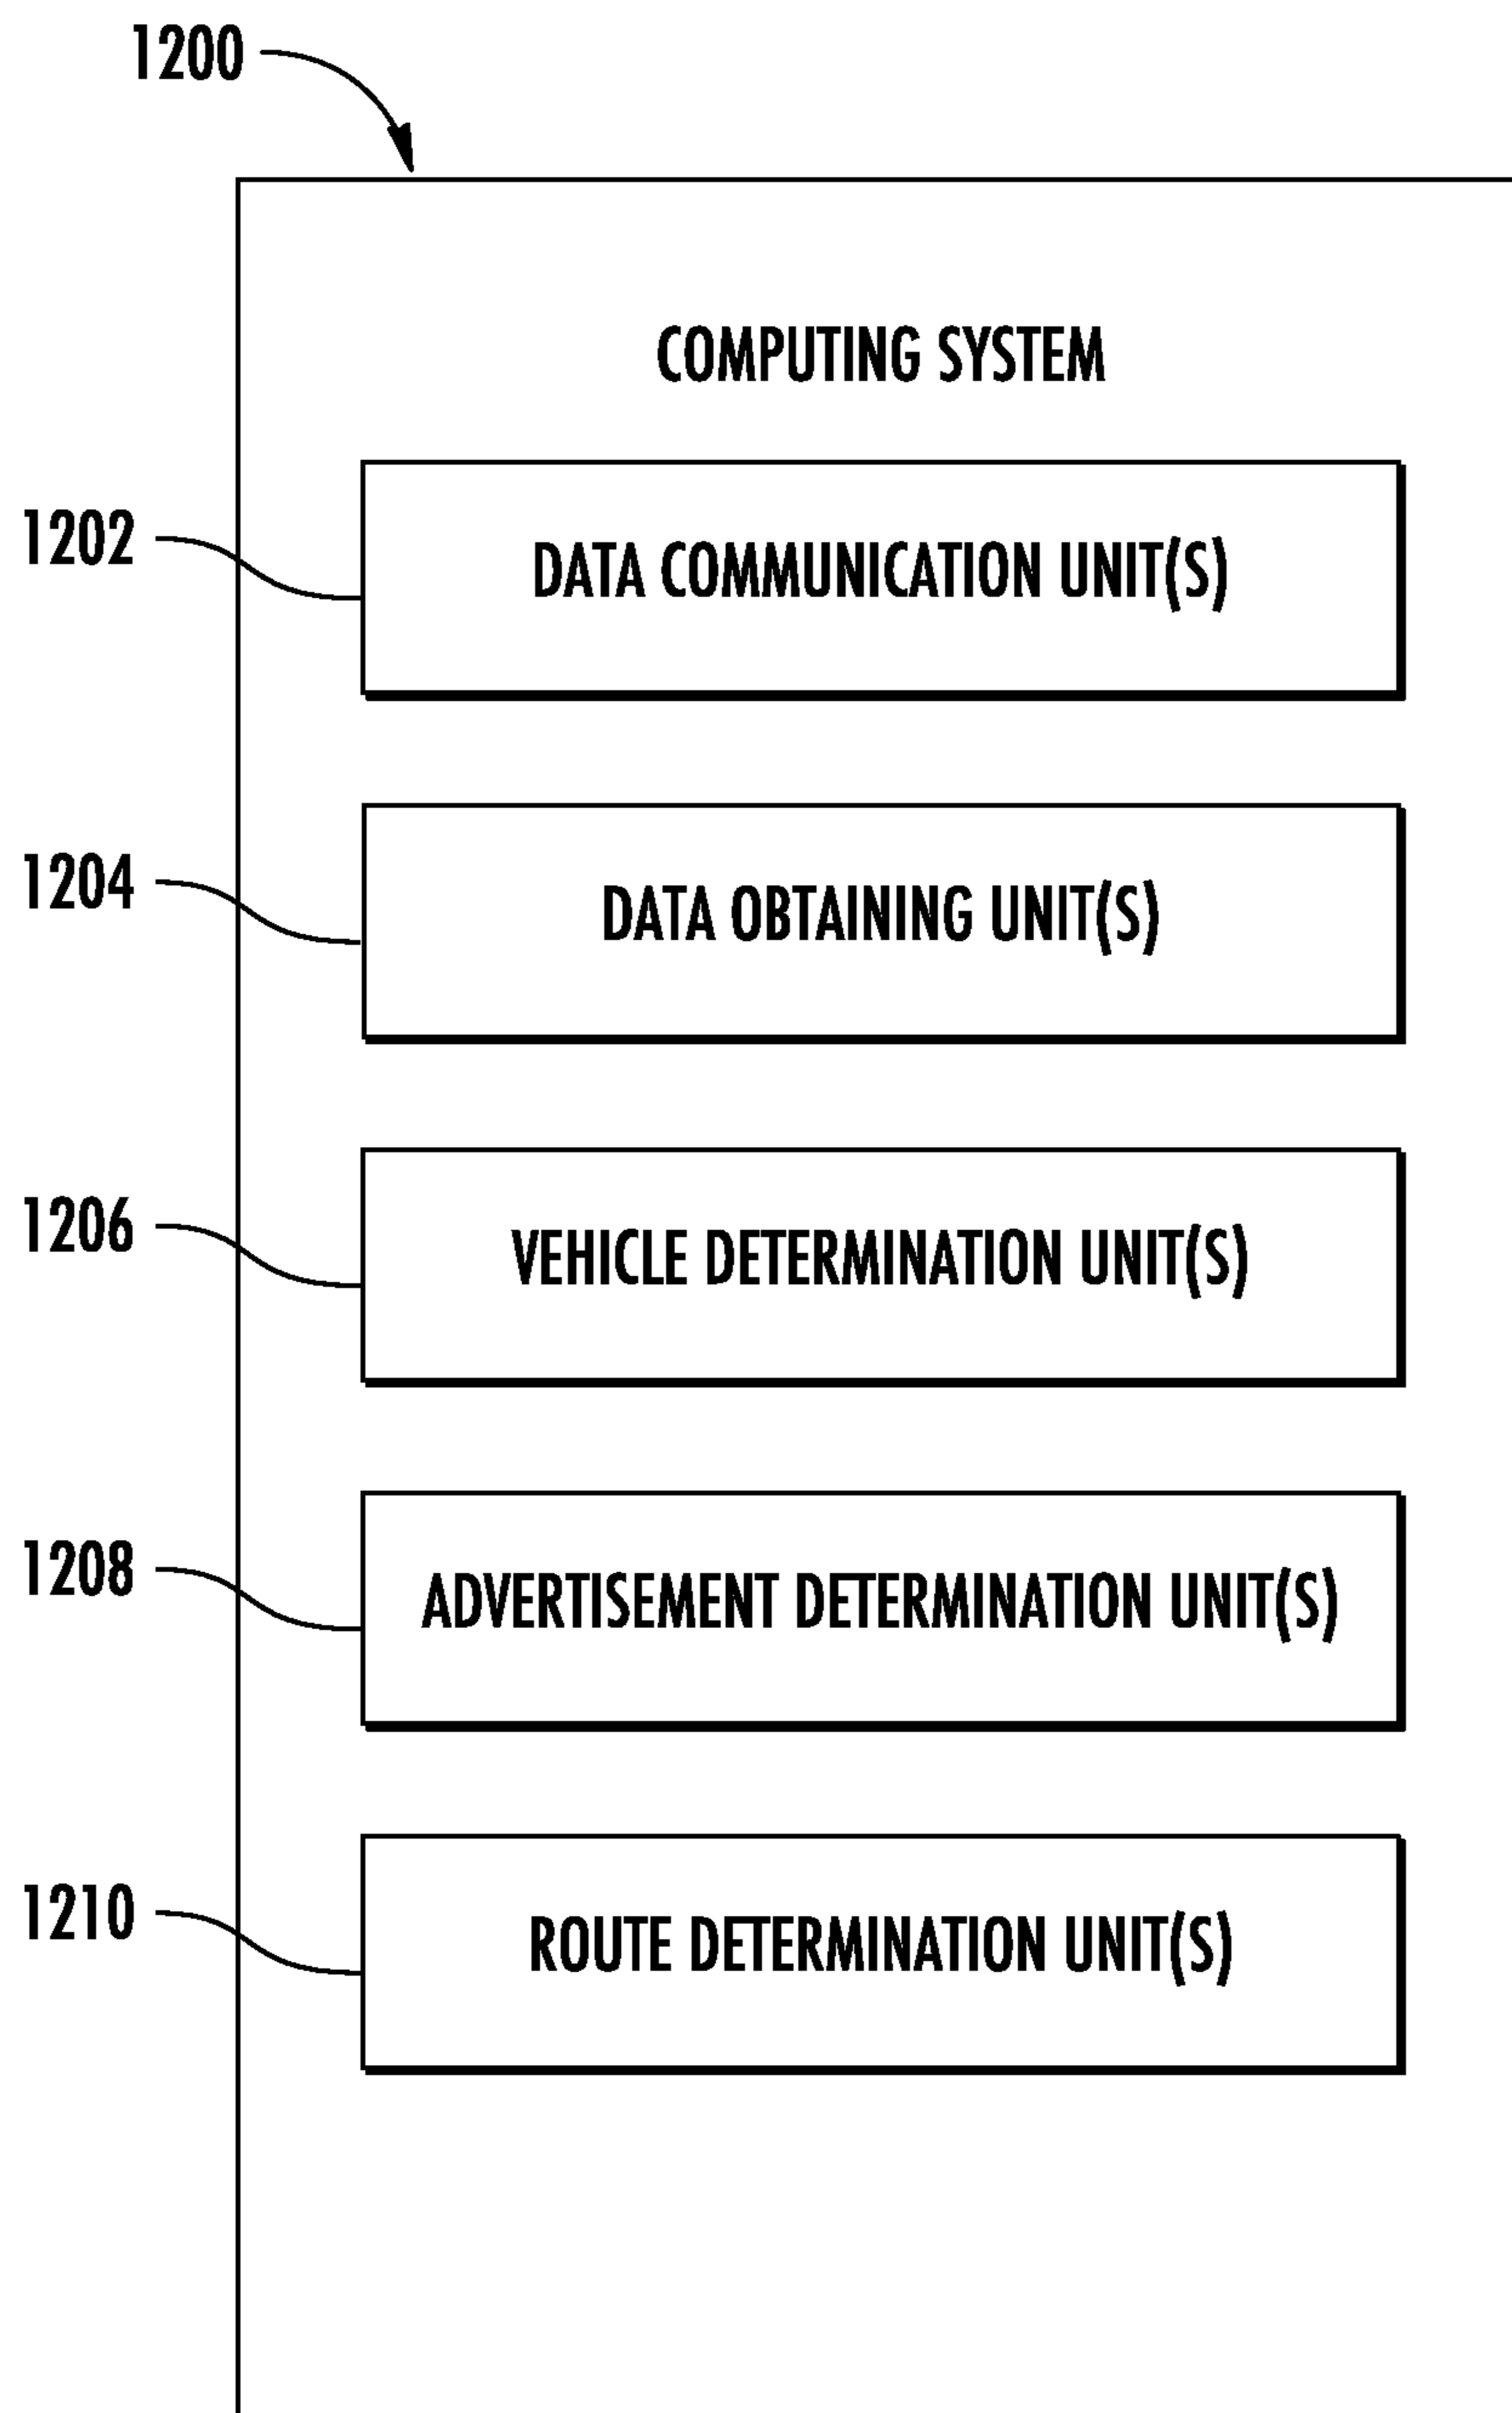 1200
COMPUTING SYSTEM
1202
DATA COMMUNICATION UNIT(S)
1204
DATA OBTAINING UNIT(S)
1206
VEHICLE DETERMINATION UNIT(S)
1208
ADVERTISEMENT DETERMINATION UNIT(S)
1210
ROUTE DETERMINATION UNIT(S)